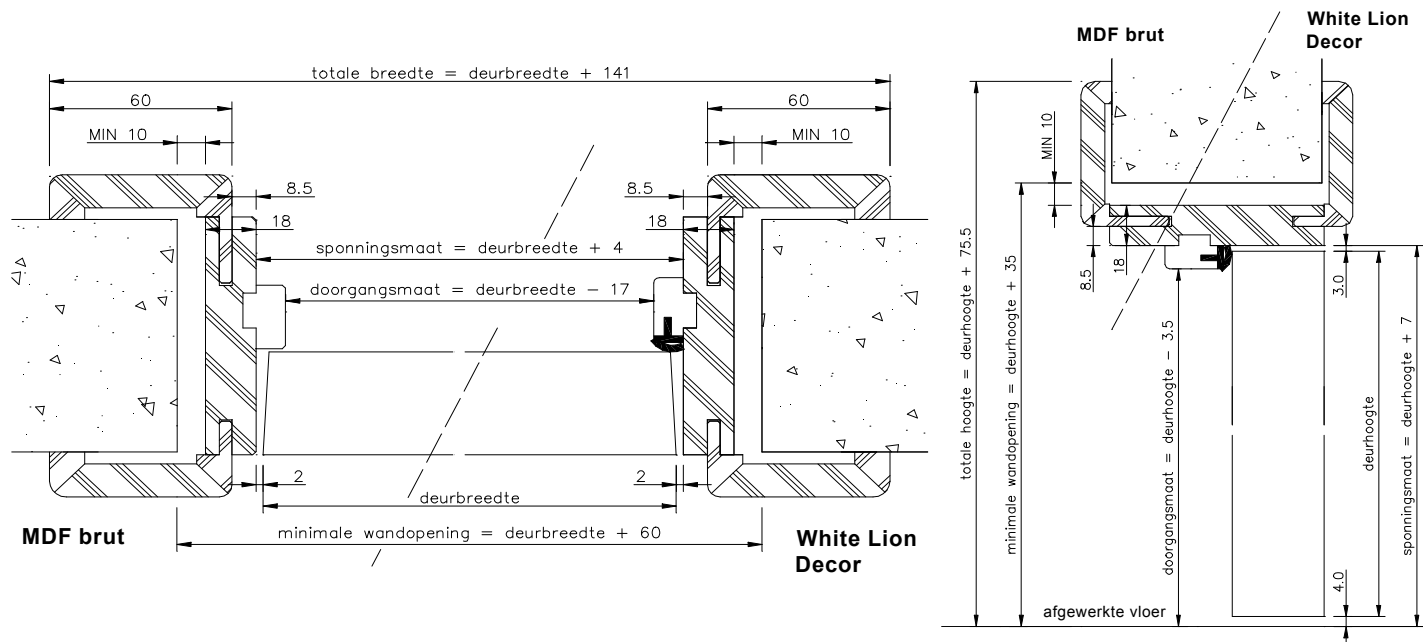 totale breedte = deurbreedte + 141
60
60
MIN 10
MIN 10
8.5
8.5
18
18
sponningsmaat = deurbreedte + 4
doorgangsmaat = deurbreedte − 17
2
2
deurbreedte
minimale wandopening = deurbreedte + 60
MDF brut
White Lion
Decor
MDF brut
White Lion
Decor
totale hoogte = deurhoogte + 75.5
minimale wandopening = deurhoogte + 35
MIN 10
8.5
18
doorgangsmaat = deurhoogte − 3.5
3.0
deurhoogte
sponningsmaat = deurhoogte + 7
4.0
afgewerkte vloer